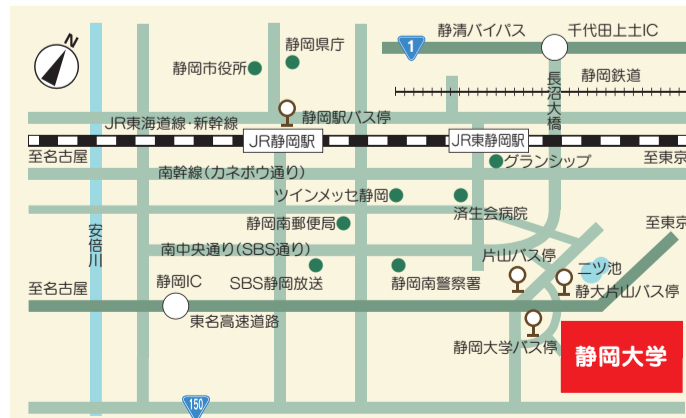 N
静岡県庁
静岡市役所
1
静清バイパス
千代田上土IC
静岡鉄道
長沼大橋
静岡駅バス停
JR東海道線・新幹線
JR静岡駅
JR東静岡駅
至名古屋
グランシップ
至東京
南幹線(カネボウ通り)
ツインメッセ静岡
済生会病院
静岡南郵便局
至東京
安倍川
南中央通り(SBS通り)
片山バス停
二ツ池
静岡IC
SBS静岡放送
静岡南警察署
静大片山バス停
至名古屋
東名高速道路
静岡大学バス停
静岡大学
150